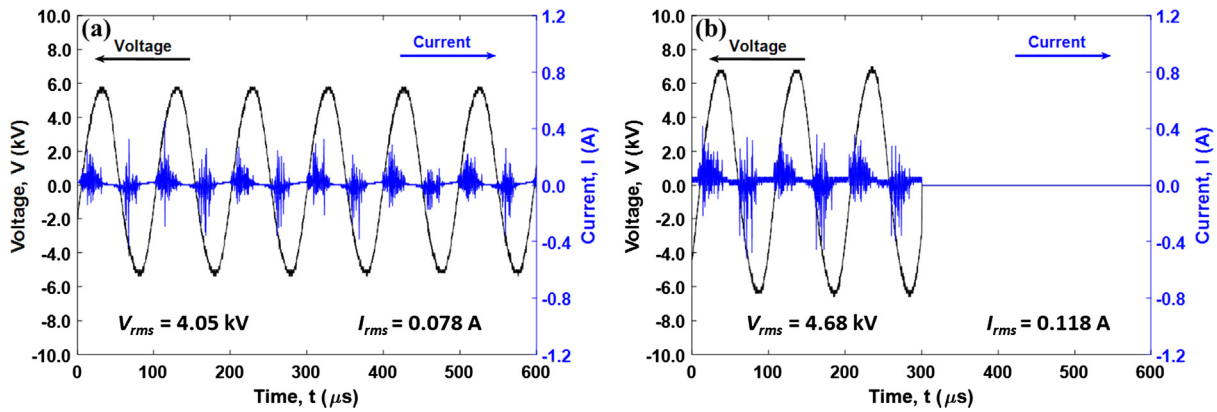 (a)
Voltage
Current
10.0
8.0
6.0
4.0
2.0
0.0
-2.0
-4.0
-6.0
-8.0
-10.0
Voltage, V (kV)
1.2
0.8
0.4
0.0
-0.4
-0.8
-1.2
Current, I (A)
Vrms = 4.05 kV
Irms = 0.078 A
0 100 200 300 400 500 600
Time, t (μs)
(b)
Voltage
Current
10.0
8.0
6.0
4.0
2.0
0.0
-2.0
-4.0
-6.0
-8.0
-10.0
Voltage, V (kV)
1.2
0.8
0.4
0.0
-0.4
-0.8
-1.2
Current, I (A)
Vrms = 4.68 kV
Irms = 0.118 A
0 100 200 300 400 500 600
Time, t (μs)